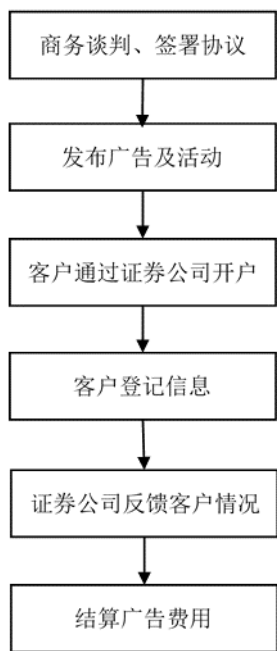 商务谈判、签署协议
发布广告及活动
客户通过证券公司开户
客户登记信息
证券公司反馈客户情况
结算广告费用